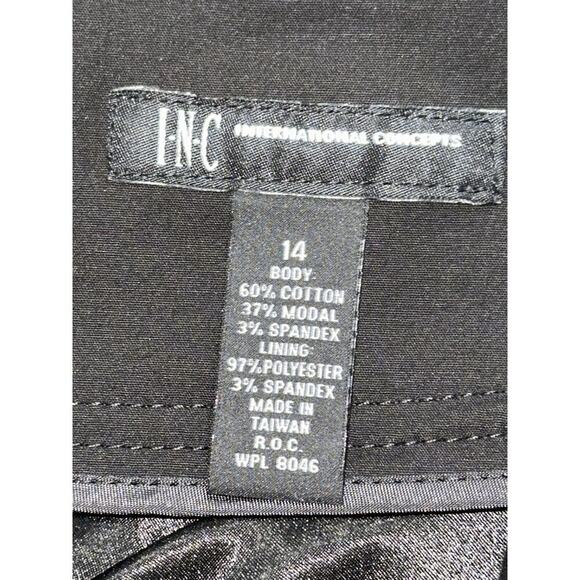 I·N·C INTERNATIONAL CONCEPTS
14
BODY:
60% COTTON
37% MODAL
3% SPANDEX
LINING:
97%POLYESTER
3% SPANDEX
MADE IN
TAIWAN
R.O.C.
WPL 8046